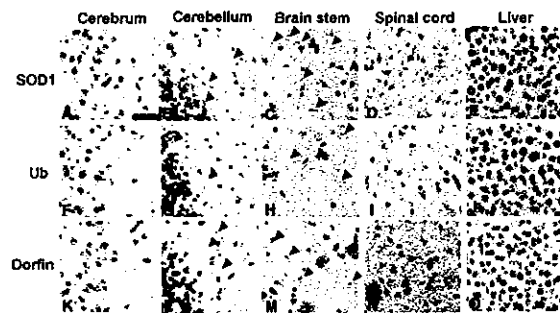 Cerebrum Cerebellum Brain stem Spinal cord Liver
SOD1
A C D
Ub
F H I
Dorfin
K M